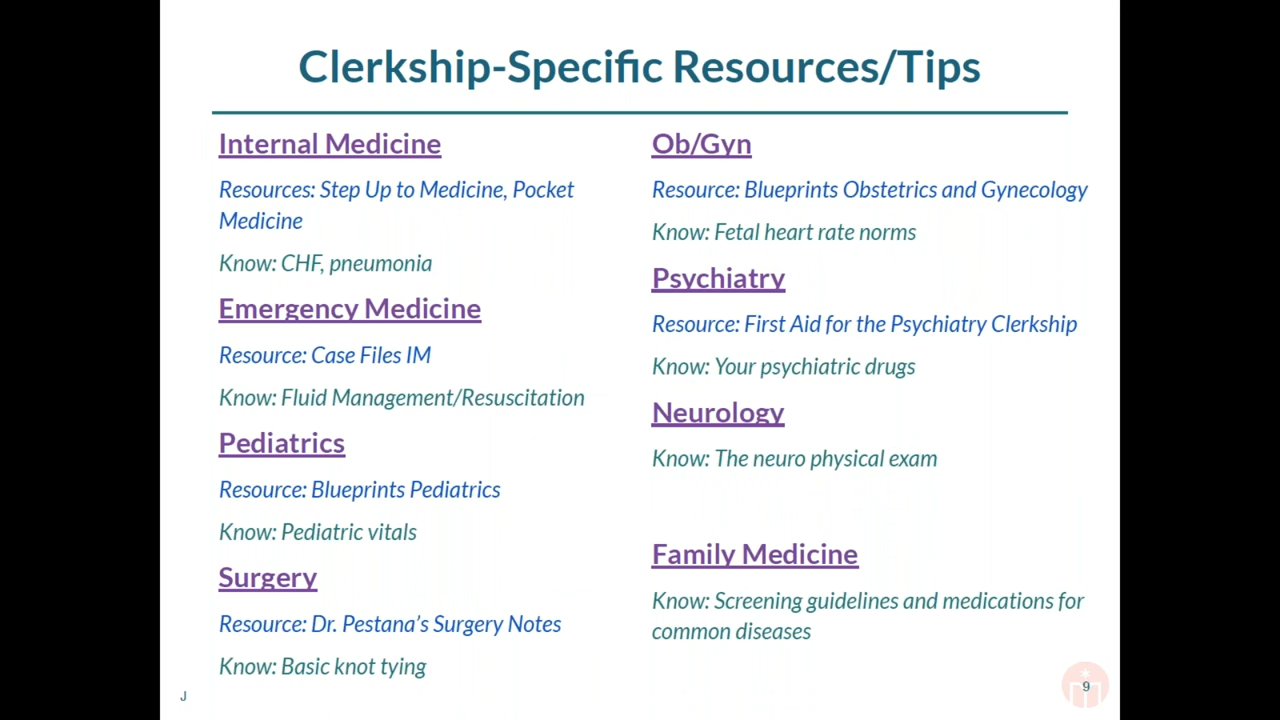 Clerkship-Specific Resources/Tips
Internal Medicine
Resources: Step Up to Medicine, Pocket
Medicine
Know: CHF, pneumonia
Emergency Medicine
Resource: Case Files IM
Know: Fluid Management/Resuscitation
Pediatrics
Resource: Blueprints Pediatrics
Know: Pediatric vitals
Surgery
Resource: Dr. Pestana's Surgery Notes
Know: Basic knot tying
Ob/Gyn
Resource: Blueprints Obstetrics and Gynecology
Know: Fetal heart rate norms
Psychiatry
Resource: First Aid for the Psychiatry Clerkship
Know: Your psychiatric drugs
Neurology
Know: The neuro physical exam
Family Medicine
Know: Screening guidelines and medications for
common diseases
J
9